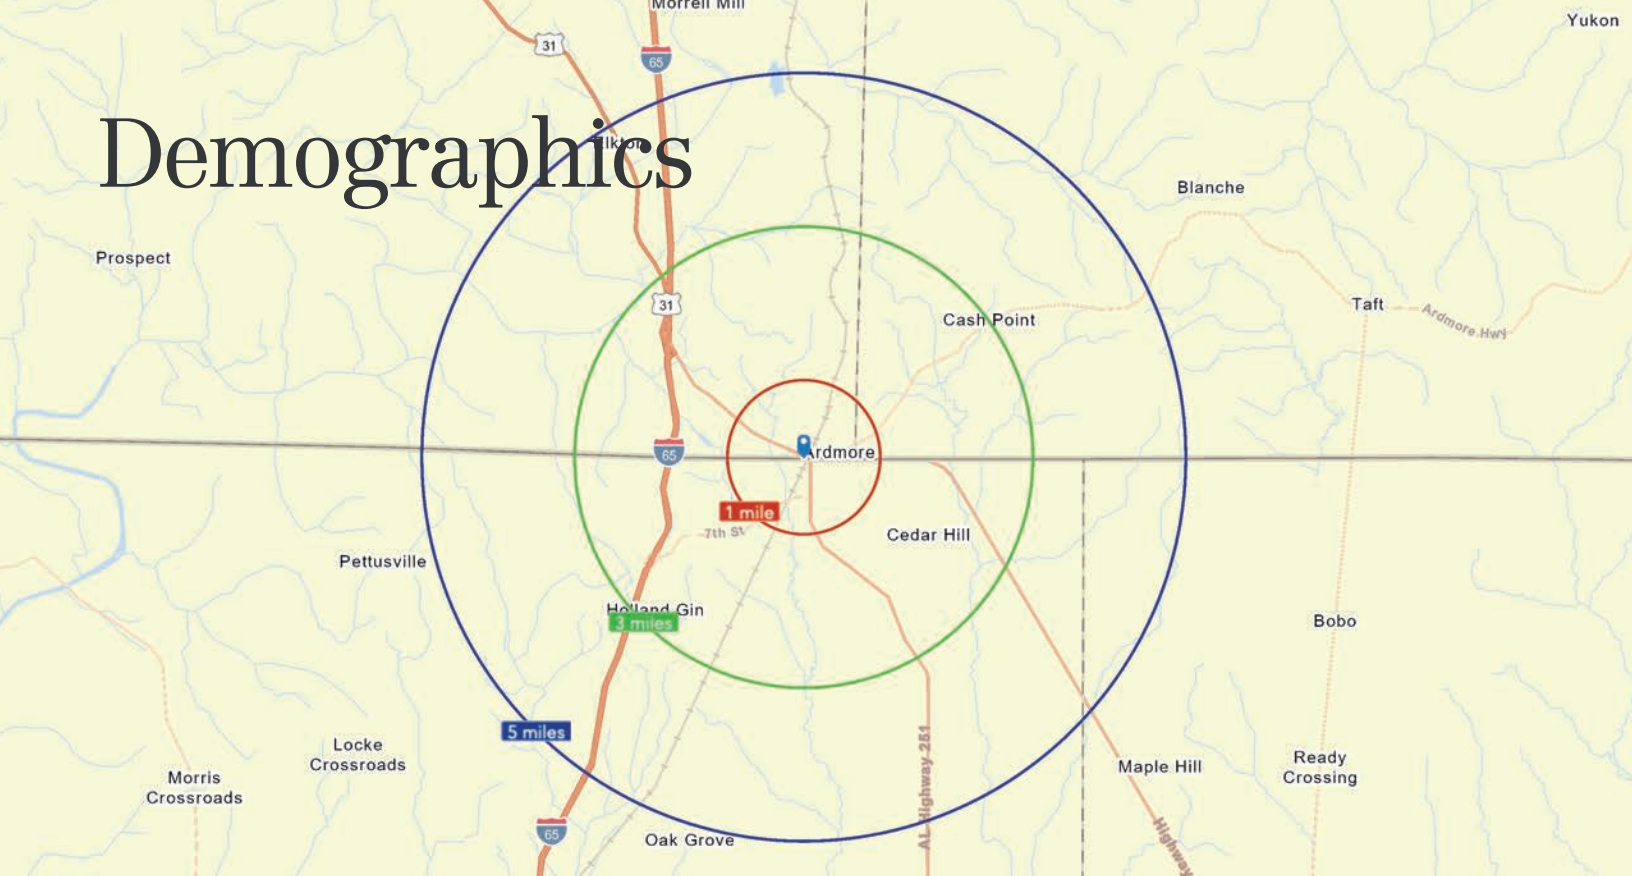 Morrell Mill
Yukon
31
65
Demographics
Elkton
Blanche
Prospect
31
Taft
Ardmore Hwy
Cash Point
65
Ardmore
1 mile
7th St
Cedar Hill
Pettusville
Holland Gin
3 miles
Bobo
5 miles
Locke
Crossroads
Morris
Crossroads
AL Highway 251
Maple Hill
Ready
Crossing
65
Oak Grove
Highway